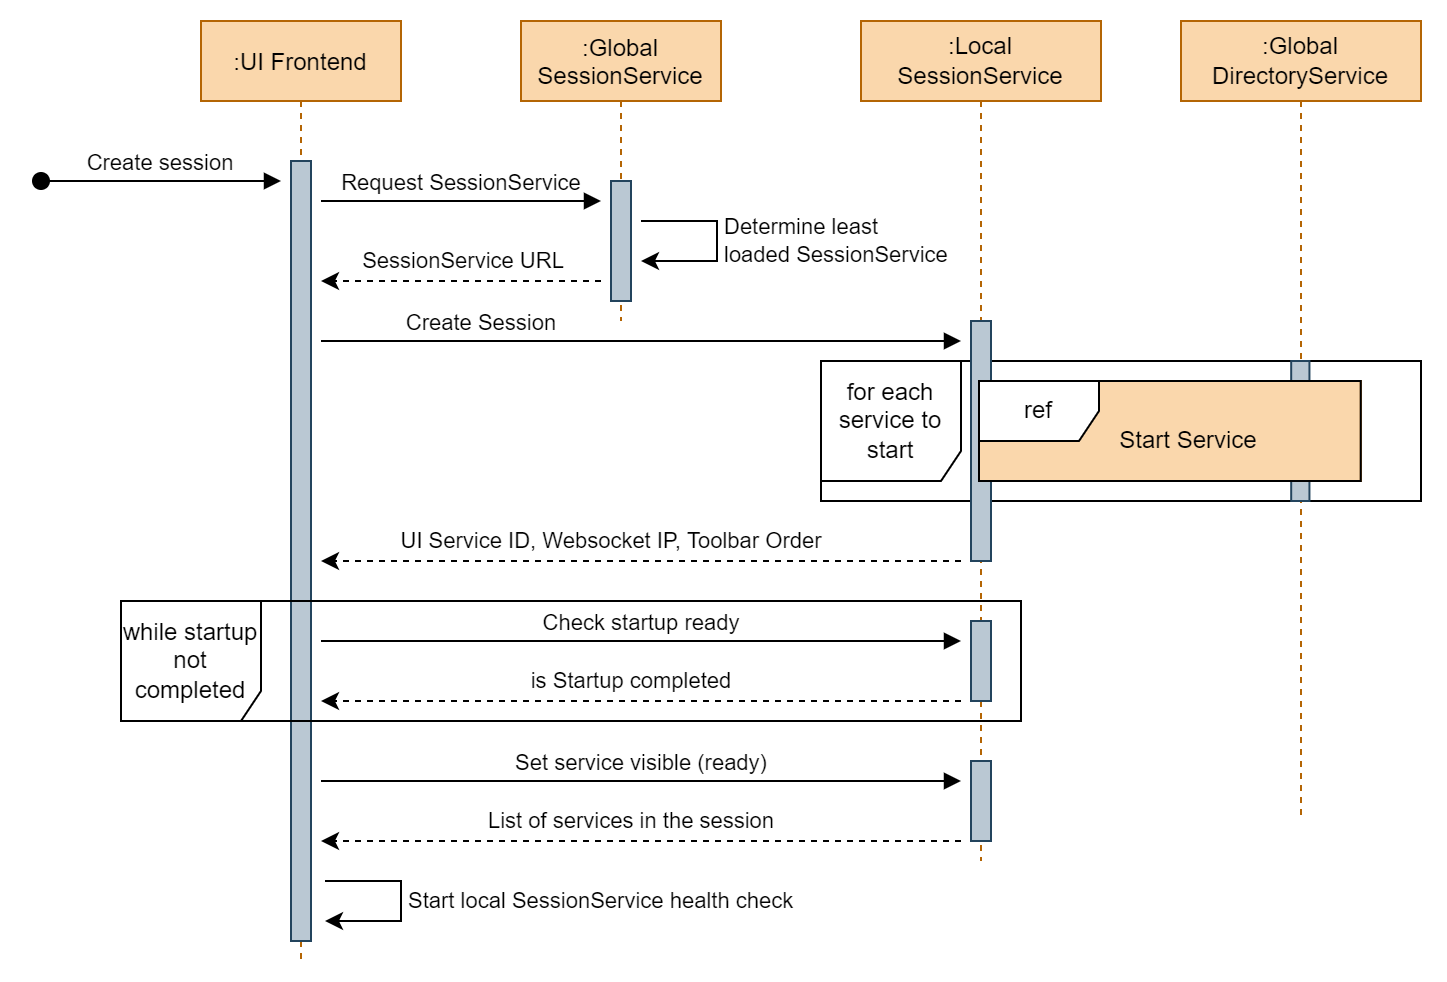 :UI Frontend
:Global
SessionService
:Local
SessionService
:Global
DirectoryService
Create session
Request SessionService
Determine least
loaded SessionService
SessionService URL
Create Session
for each
service to
start
ref
Start Service
UI Service ID, Websocket IP, Toolbar Order
while startup
not
completed
Check startup ready
is Startup completed
Set service visible (ready)
List of services in the session
Start local SessionService health check